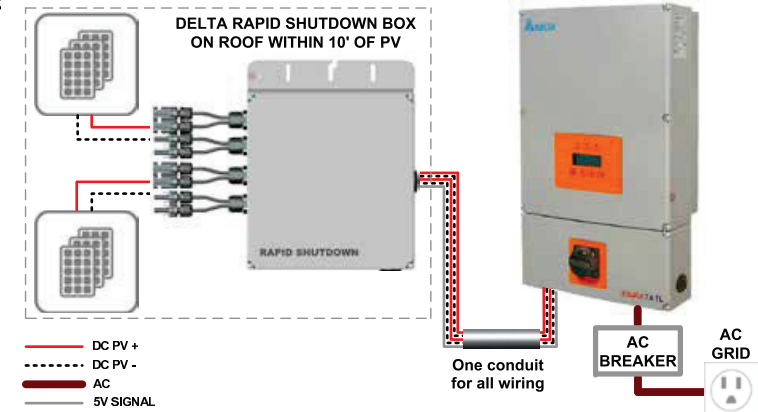 DELTA RAPID SHUTDOWN BOX
ON ROOF WITHIN 10' OF PV
RAPID SHUTDOWN
DC PV +
DC PV -
AC
5V SIGNAL
One conduit
for all wiring
AC
BREAKER
AC
GRID